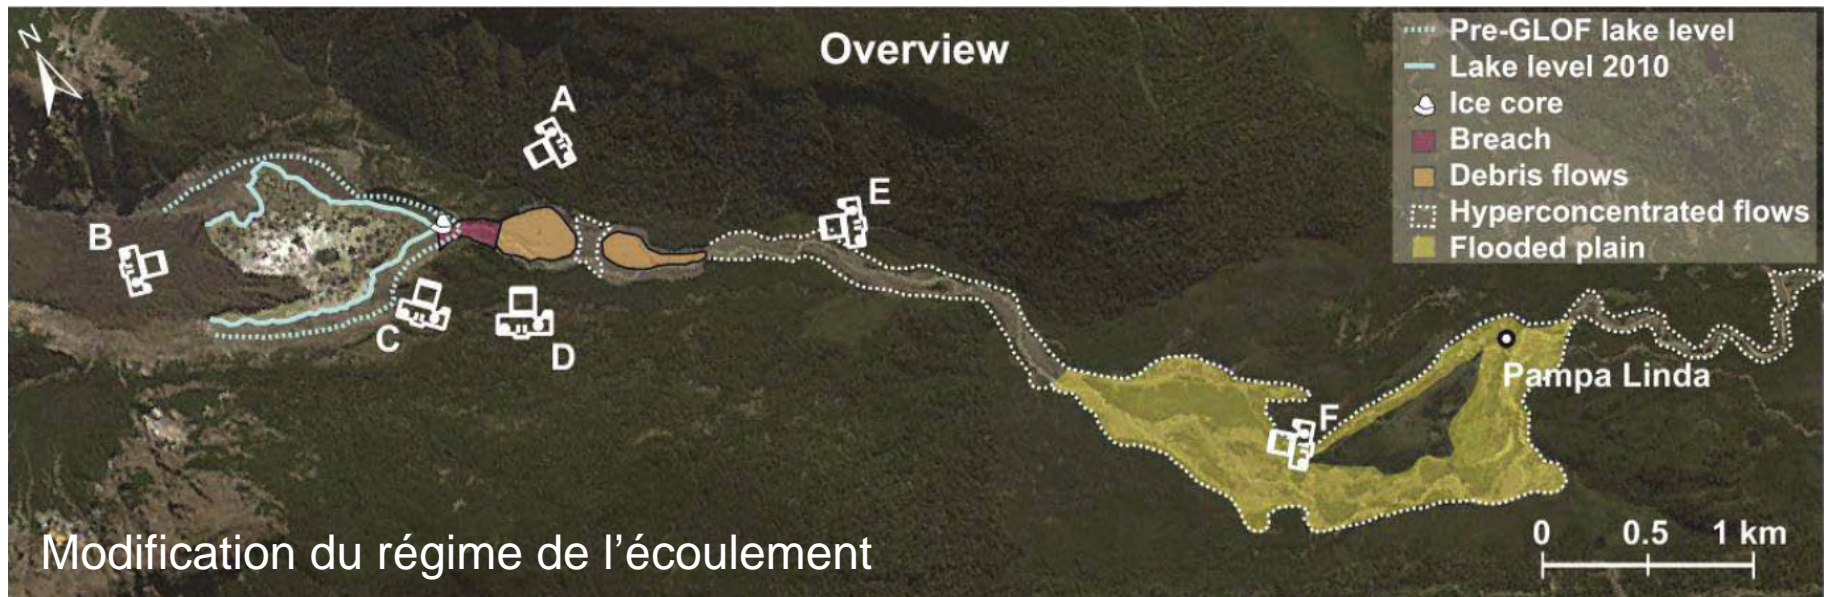 N
Overview
Pre-GLOF lake level
Lake level 2010
Ice core
Breach
Debris flows
Hyperconcentrated flows
Flooded plain
A
B
C
D
E
F
Pampa Linda
0 0.5 1 km
Modification du régime de l'écoulement